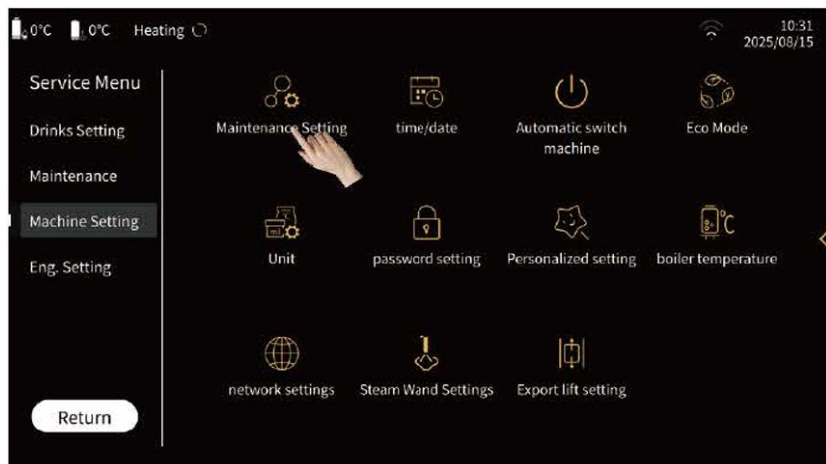 0°C 0°C Heating 10:31
2025/08/15
Service Menu
Drinks Setting
Maintenance
Machine Setting
Eng. Setting
Return
Maintenance Setting time/date Automatic switch Eco Mode
machine
Unit password setting Personalized setting boiler temperature
network settings Steam Wand Settings Export lift setting